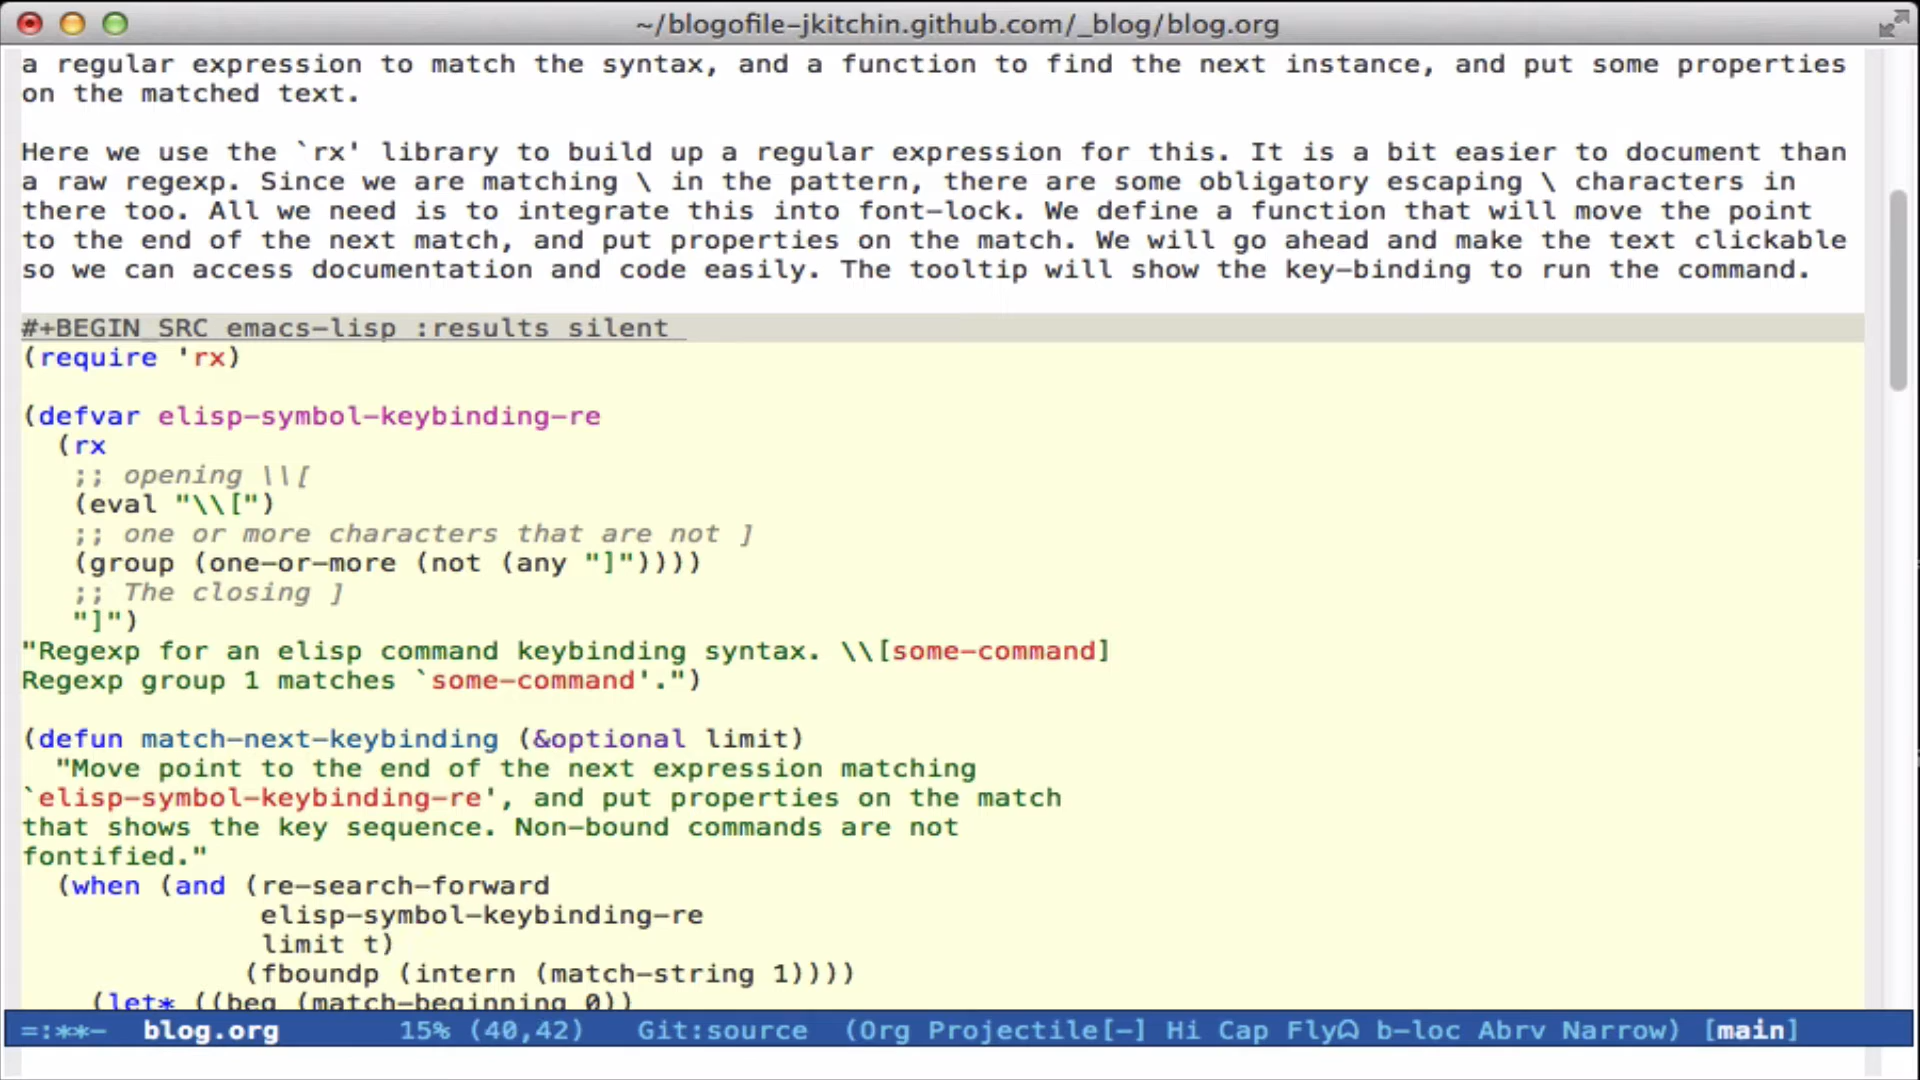 ~/blogofile-jkitchin.github.com/_blog/blog.org
a regular expression to match the syntax, and a function to find the next instance, and put some properties
on the matched text.
Here we use the `rx' library to build up a regular expression for this. It is a bit easier to document than
a raw regexp. Since we are matching \ in the pattern, there are some obligatory escaping \ characters in
there too. All we need is to integrate this into font-lock. We define a function that will move the point
to the end of the next match, and put properties on the match. We will go ahead and make the text clickable
so we can access documentation and code easily. The tooltip will show the key-binding to run the command.
#+BEGIN_SRC emacs-lisp :results silent
(require 'rx)
(defvar elisp-symbol-keybinding-re
  (rx
   ;; opening \\[
   (eval "\\[")
   ;; one or more characters that are not ]
   (group (one-or-more (not (any "]"))))
   ;; The closing ]
   "]")
"Regexp for an elisp command keybinding syntax. \\[some-command]
Regexp group 1 matches `some-command'.")
(defun match-next-keybinding (&optional limit)
  "Move point to the end of the next expression matching
`elisp-symbol-keybinding-re', and put properties on the match
that shows the key sequence. Non-bound commands are not
fontified."
  (when (and (re-search-forward
              elisp-symbol-keybinding-re
              limit t)
             (fboundp (intern (match-string 1))))
    (let* ((beg (match-beginning 0))
=:**- blog.org 15% (40,42) Git:source (Org Projectile[-] Hi Cap Fly b-loc Abrv Narrow) [main]